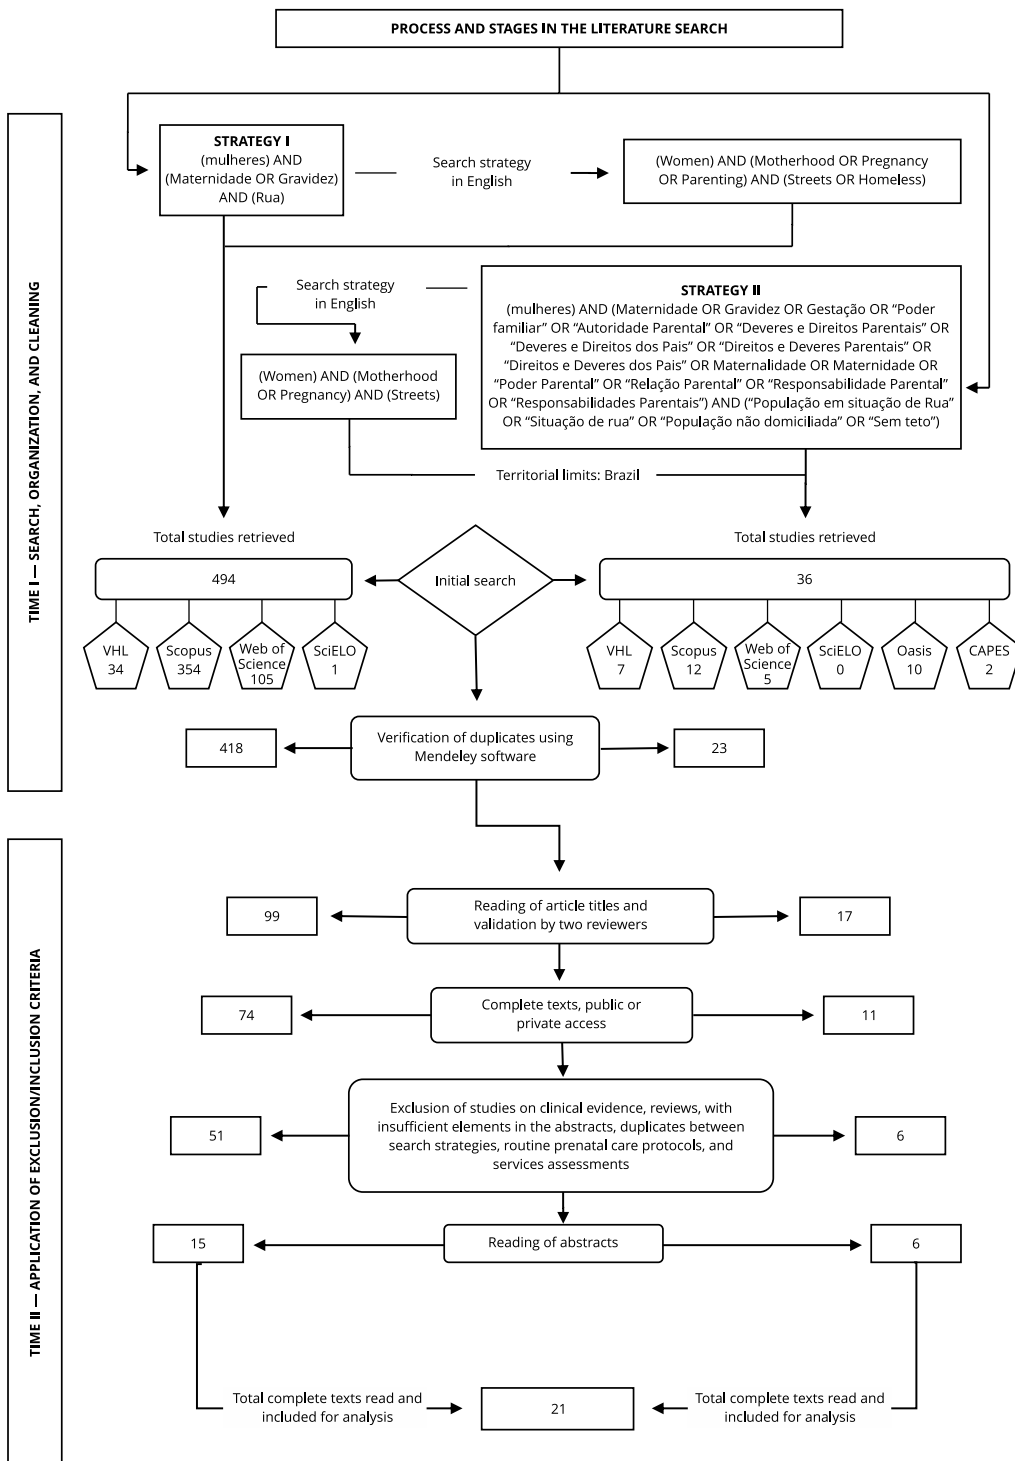 PROCESS AND STAGES IN THE LITERATURE SEARCH
TIME I — SEARCH, ORGANIZATION, AND CLEANING
STRATEGY I
(mulheres) AND
(Maternidade OR Gravidez)
AND (Rua)
Search strategy
in English
(Women) AND (Motherhood OR Pregnancy
OR Parenting) AND (Streets OR Homeless)
Search strategy
in English
(Women) AND (Motherhood
OR Pregnancy) AND (Streets)
STRATEGY II
(mulheres) AND (Maternidade OR Gravidez OR Gestação OR “Poder
familiar” OR “Autoridade Parental” OR “Deveres e Direitos Parentais” OR
“Deveres e Direitos dos Pais” OR “Direitos e Deveres Parentais” OR
“Direitos e Deveres dos Pais” OR Maternalidade OR Maternidade OR
“Poder Parental” OR “Relação Parental” OR “Responsabilidade Parental”
OR “Responsabilidades Parentais”) AND (“População em situação de Rua”
OR “Situação de rua” OR “População não domiciliada” OR “Sem teto”)
Territorial limits: Brazil
Total studies retrieved
494
VHL
34
Scopus
354
Web of
Science
105
SciELO
1
Initial search
Total studies retrieved
36
VHL
7
Scopus
12
Web of
Science
5
SciELO
0
Oasis
10
CAPES
2
418
Verification of duplicates using
Mendeley software
23
TIME II — APPLICATION OF EXCLUSION/INCLUSION CRITERIA
99
Reading of article titles and
validation by two reviewers
17
74
Complete texts, public or
private access
11
51
Exclusion of studies on clinical evidence, reviews, with
insufficient elements in the abstracts, duplicates between
search strategies, routine prenatal care protocols, and
services assessments
6
15
Reading of abstracts
6
Total complete texts read and
included for analysis
21
Total complete texts read and
included for analysis